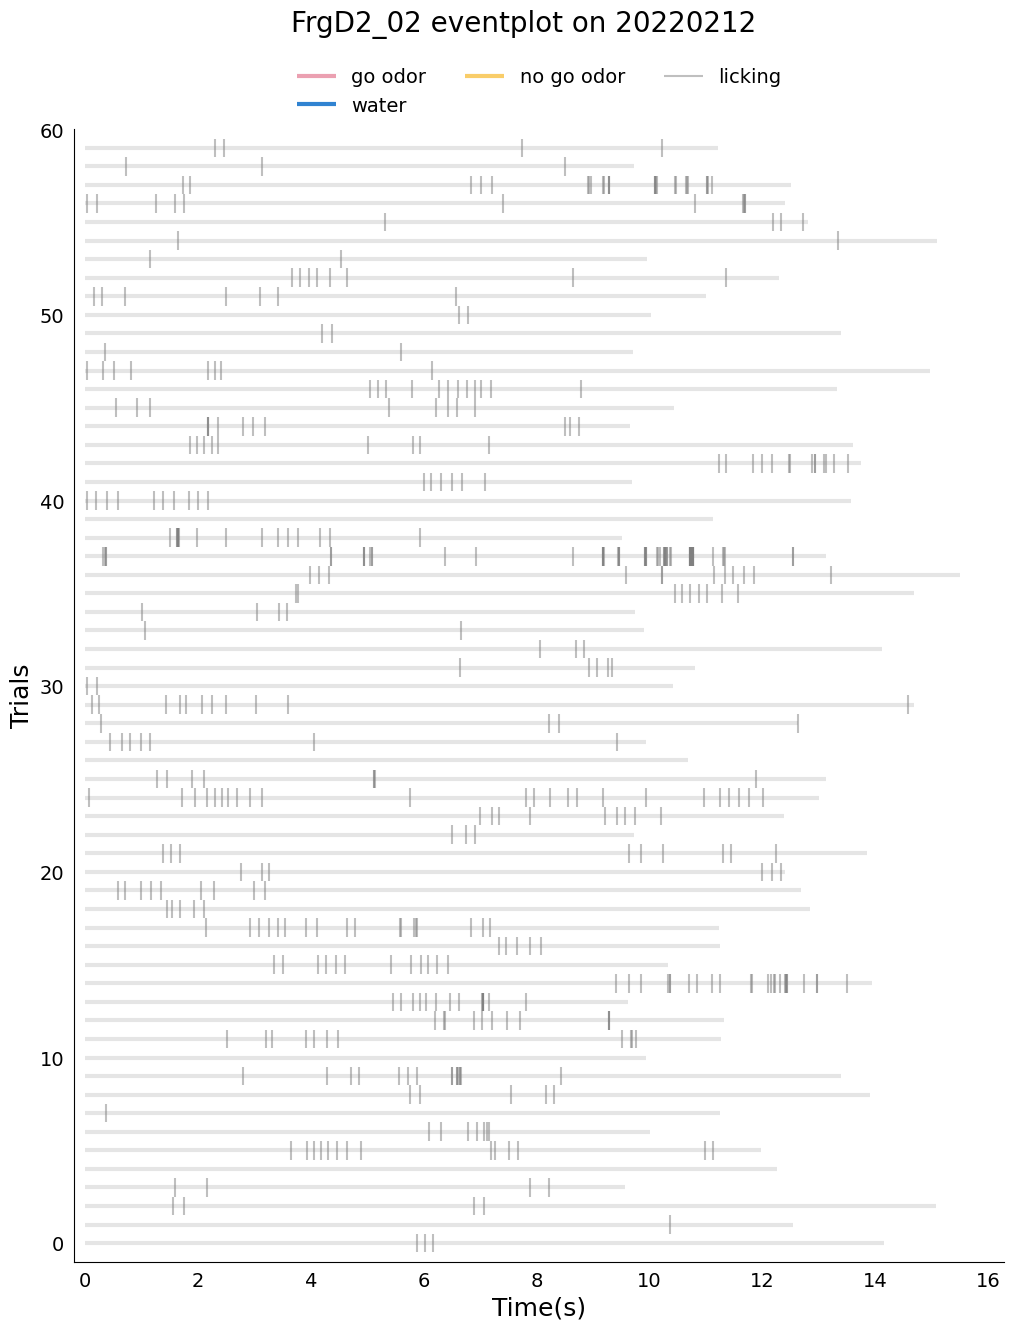 FrgD2_02 eventplot on 20220212
go odor
no go odor
licking
water
60
50
40
30
20
10
0
Trials
0 2 4 6 8 10 12 14 16
Time(s)